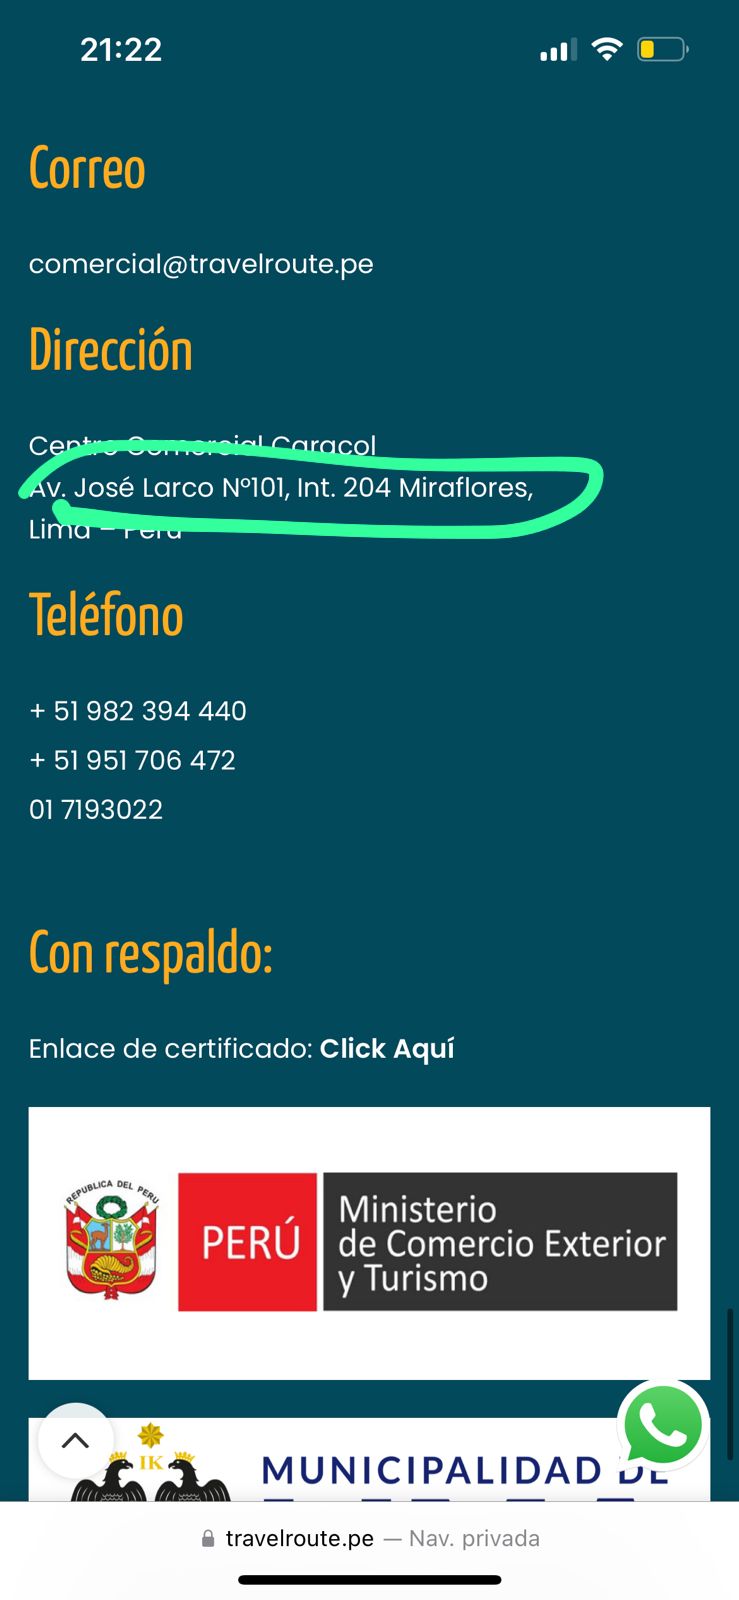 21:22
Correo
comercial@travelroute.pe
Dirección
Centro Comercial Caracol
Av. José Larco Nº101, Int. 204 Miraflores,
Lima – Perú
Teléfono
+ 51 982 394 440
+ 51 951 706 472
01 7193022
Con respaldo:
Enlace de certificado: Click Aquí
REPUBLICA DEL PERU
PERÚ
Ministerio
de Comercio Exterior
y Turismo
IK
MUNICIPALIDAD DE
travelroute.pe — Nav. privada